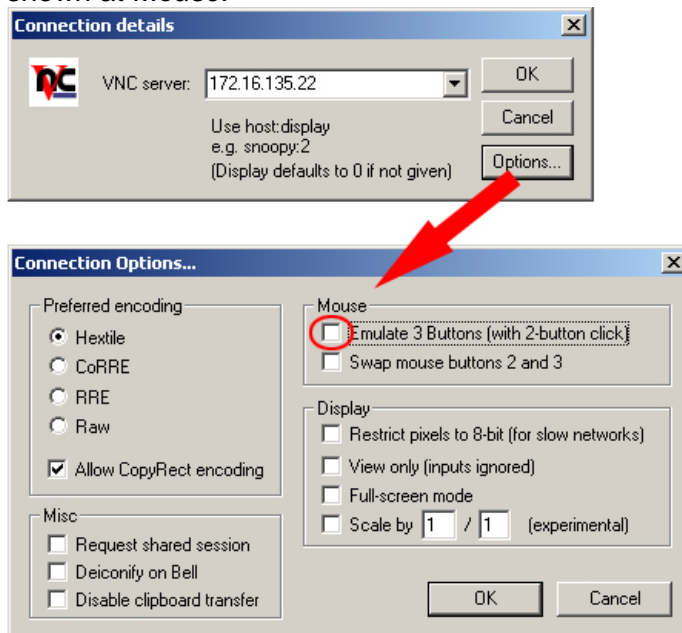 shown at Mouse.
Connection details
VNC server: 172.16.135.22
OK
Cancel
Options...
Use host:display
e.g. snoopy:2
(Display defaults to 0 if not given)
Connection Options...
Preferred encoding
Hextile
CoRRE
RRE
Raw
Allow CopyRect encoding
Misc
Request shared session
Deiconify on Bell
Disable clipboard transfer
Mouse
Emulate 3 Buttons (with 2-button click)
Swap mouse buttons 2 and 3
Display
Restrict pixels to 8-bit (for slow networks)
View only (inputs ignored)
Full-screen mode
Scale by 1 / 1 (experimental)
OK
Cancel